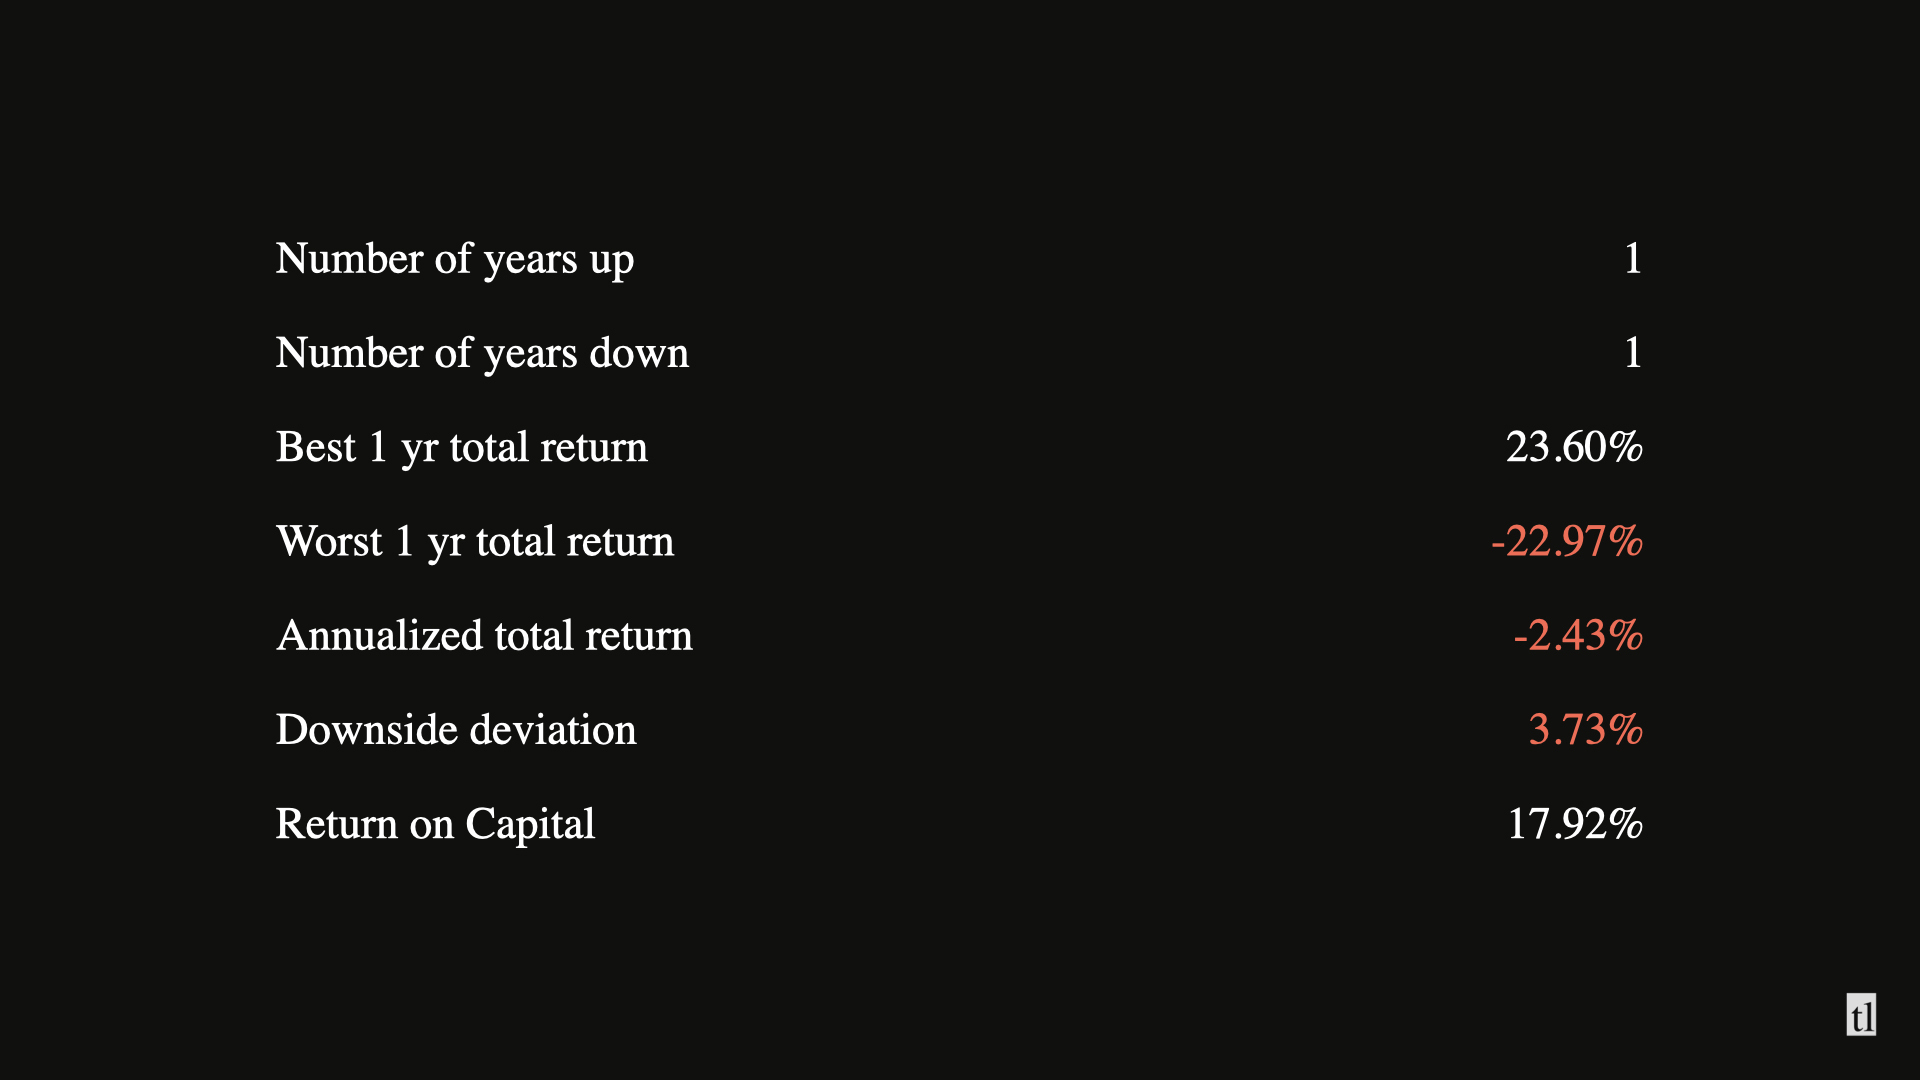 Number of years up 1
Number of years down 1
Best 1 yr total return 23.60%
Worst 1 yr total return -22.97%
Annualized total return -2.43%
Downside deviation 3.73%
Return on Capital 17.92%
tl